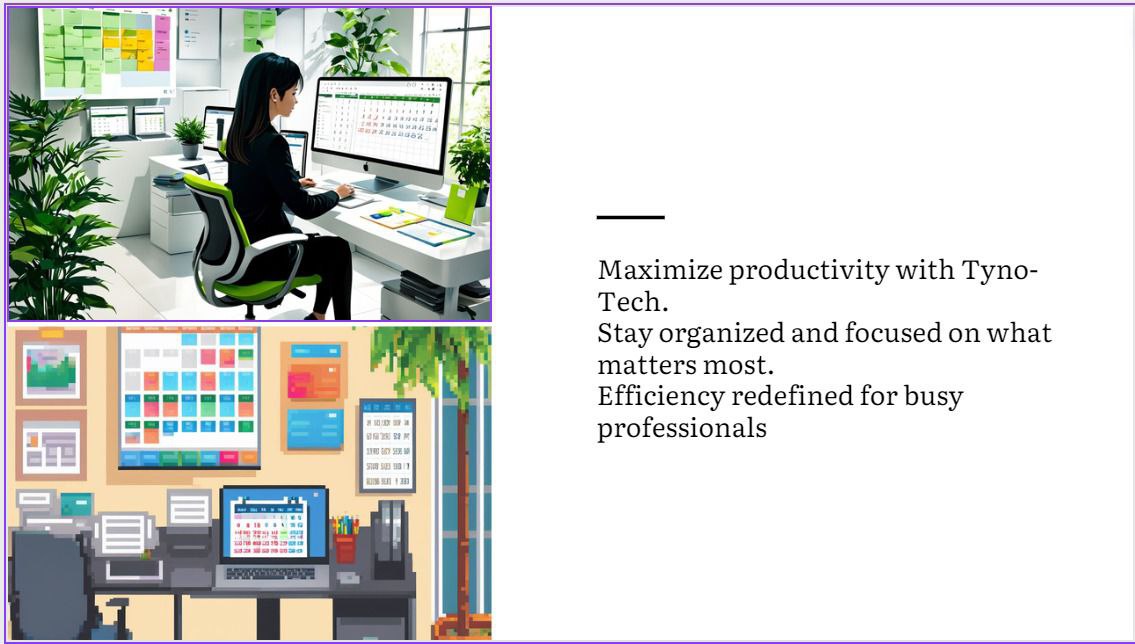 Maximize productivity with Tyno-
Tech.
Stay organized and focused on what
matters most.
Efficiency redefined for busy
professionals